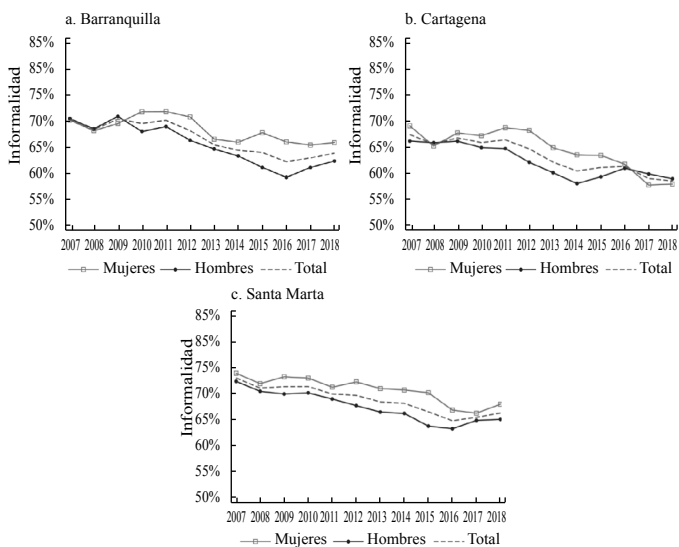 a. Barranquilla
Informalidad
85%
80%
75%
70%
65%
60%
55%
50%
2007 2008 2009 2010 2011 2012 2013 2014 2015 2016 2017 2018
Mujeres Hombres Total
b. Cartagena
Informalidad
85%
80%
75%
70%
65%
60%
55%
50%
2007 2008 2009 2010 2011 2012 2013 2014 2015 2016 2017 2018
Mujeres Hombres Total
c. Santa Marta
Informalidad
85%
80%
75%
70%
65%
60%
55%
50%
2007 2008 2009 2010 2011 2012 2013 2014 2015 2016 2017 2018
Mujeres Hombres Total